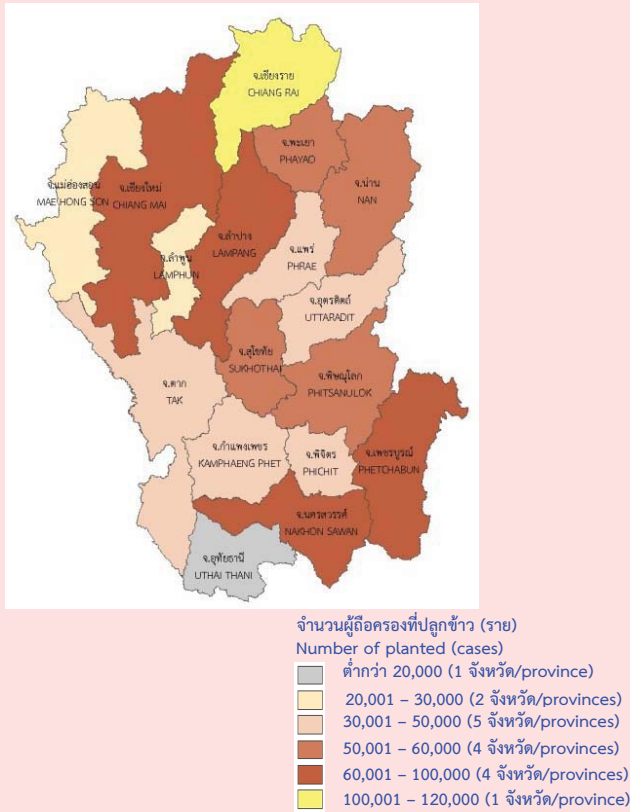 จ.เชียงราย
CHIANG RAI
จ.พะเยา
PHAYAO
จ.น่าน
NAN
จ.แม่ฮ่องสอน
MAE HONG SON
จ.เชียงใหม่
CHIANG MAI
จ.ลำปาง
LAMPANG
จ.ลำพูน
LAMPHUN
จ.แพร่
PHRAE
จ.อุตรดิตถ์
UTTARADIT
จ.สุโขทัย
SUKHOTHAI
จ.ตาก
TAK
จ.พิษณุโลก
PHITSANULOK
จ.กำแพงเพชร
KAMPHAENG PHET
จ.พิจิตร
PHICHIT
จ.เพชรบูรณ์
PHETCHABUN
จ.นครสวรรค์
NAKHON SAWAN
จ.อุทัยธานี
UTHAI THANI
จำนวนผู้ถือครองที่ปลูกข้าว (ราย)
Number of planted (cases)
ต่ำกว่า 20,000 (1 จังหวัด/province)
20,001 – 30,000 (2 จังหวัด/provinces)
30,001 – 50,000 (5 จังหวัด/provinces)
50,001 – 60,000 (4 จังหวัด/provinces)
60,001 – 100,000 (4 จังหวัด/provinces)
100,001 – 120,000 (1 จังหวัด/province)